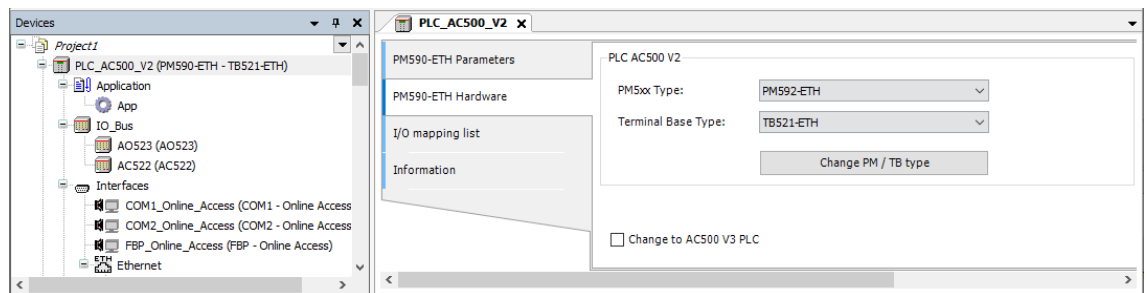 Devices
Project1
PLC_AC500_V2 (PM590-ETH - TB521-ETH)
Application
App
IO_Bus
AO523 (AO523)
AC522 (AC522)
Interfaces
COM1_Online_Access (COM1 - Online Access
COM2_Online_Access (COM2 - Online Access
FBP_Online_Access (FBP - Online Access)
ETH
Ethernet
PLC_AC500_V2
PM590-ETH Parameters
PM590-ETH Hardware
I/O mapping list
Information
PLC AC500 V2
PM5xx Type:
PM592-ETH
Terminal Base Type:
TB521-ETH
Change PM / TB type
Change to AC500 V3 PLC